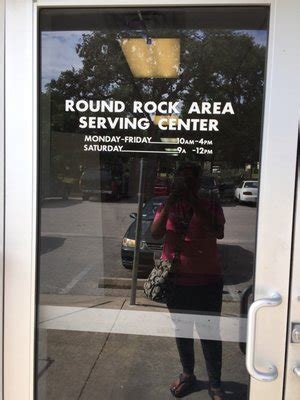 ROUND ROCK AREA
SERVING CENTER
MONDAY-FRIDAY 10AM-4PM
SATURDAY 9A -12PM